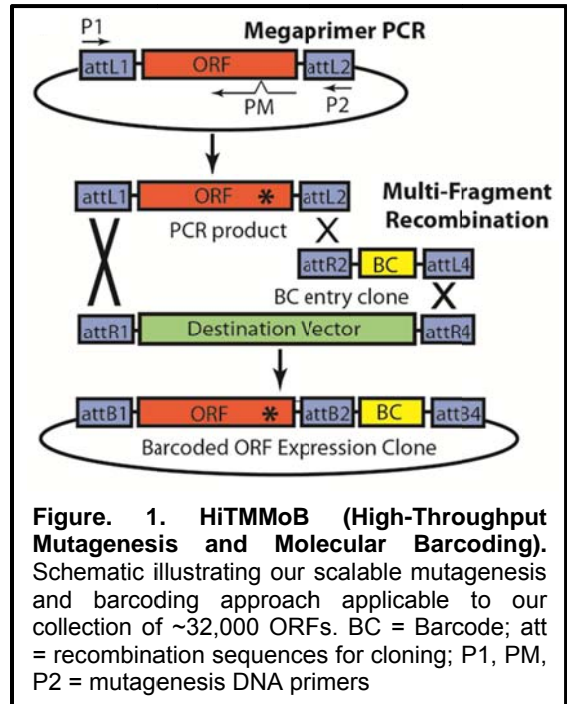 P1
Megaprimer PCR
attL1 ORF attL2
PM P2
attL1 ORF * attL2
Multi-Fragment
Recombination
PCR product
attR2 BC attL4
BC entry clone
attR1 Destination Vector attR4
attB1 ORF * attB2 BC attB4
Barcoded ORF Expression Clone
Figure. 1. HiTMMoB (High-Throughput
Mutagenesis and Molecular Barcoding).
Schematic illustrating our scalable mutagenesis
and barcoding approach applicable to our
collection of ~32,000 ORFs. BC = Barcode; att
= recombination sequences for cloning; P1, PM,
P2 = mutagenesis DNA primers